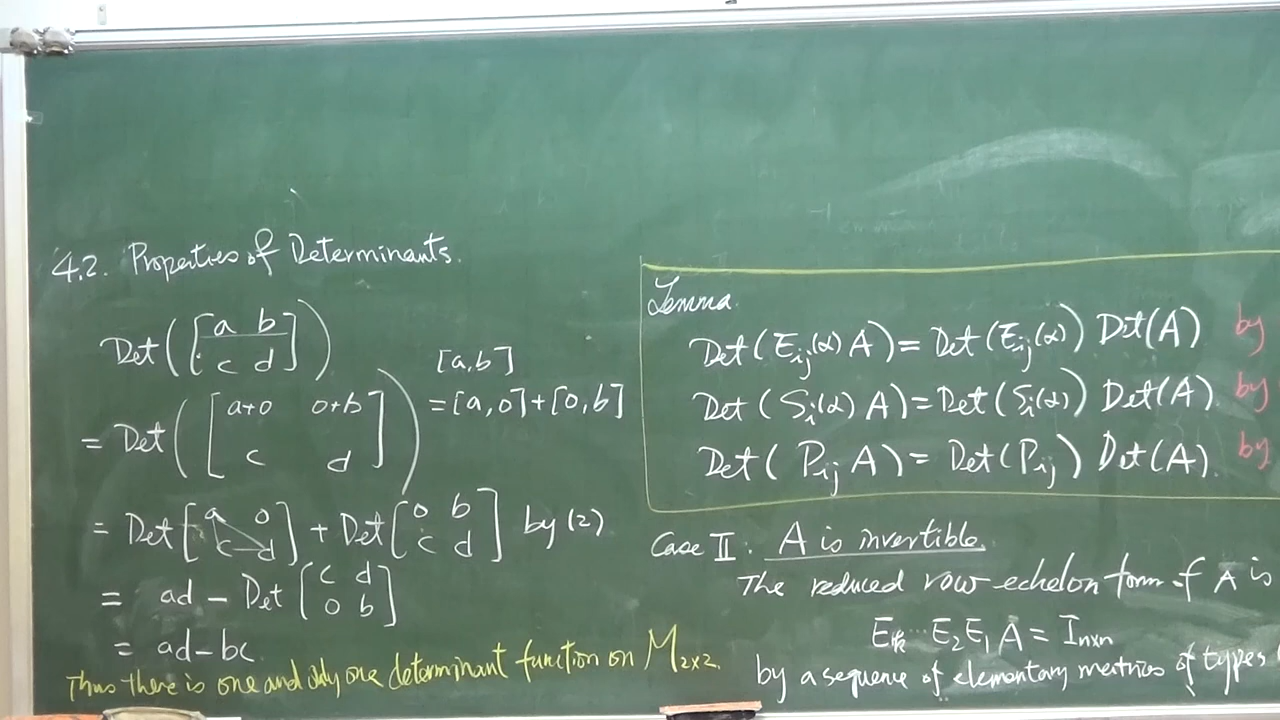 4.2. Properties of Determinants.
Det([a b
c d])
[a,b]
= [a,0]+[0,b]
= Det([a+0 0+b
c d])
= Det[a 0
c d] + Det[0 b
c d] by (2)
= ad - Det[c d
0 b]
= ad-bc
Thus there is one and only one determinant function on M2x2.
Lemma.
Det(Eij(α) A) = Det(Eij(α)) Det(A) by
Det(Si(α) A) = Det(Si(α)) Det(A). by
Det(Pij A) = Det(Pij) Det(A). by
Case II. A is invertible.
The reduced row echelon form of A is
Ek ... E2 E1 A = Inxn
by a sequence of elementary matrices of types